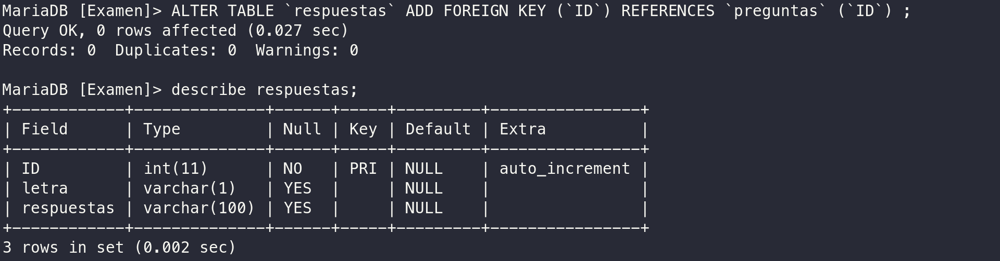 MariaDB [Examen]> ALTER TABLE `respuestas` ADD FOREIGN KEY (`ID`) REFERENCES `preguntas` (`ID`) ;
Query OK, 0 rows affected (0.027 sec)
Records: 0  Duplicates: 0  Warnings: 0

MariaDB [Examen]> describe respuestas;
+------------+--------------+------+-----+---------+----------------+
| Field      | Type         | Null | Key | Default | Extra          |
+------------+--------------+------+-----+---------+----------------+
| ID         | int(11)      | NO   | PRI | NULL    | auto_increment |
| letra      | varchar(1)   | YES  |     | NULL    |                |
| respuestas | varchar(100) | YES  |     | NULL    |                |
+------------+--------------+------+-----+---------+----------------+
3 rows in set (0.002 sec)